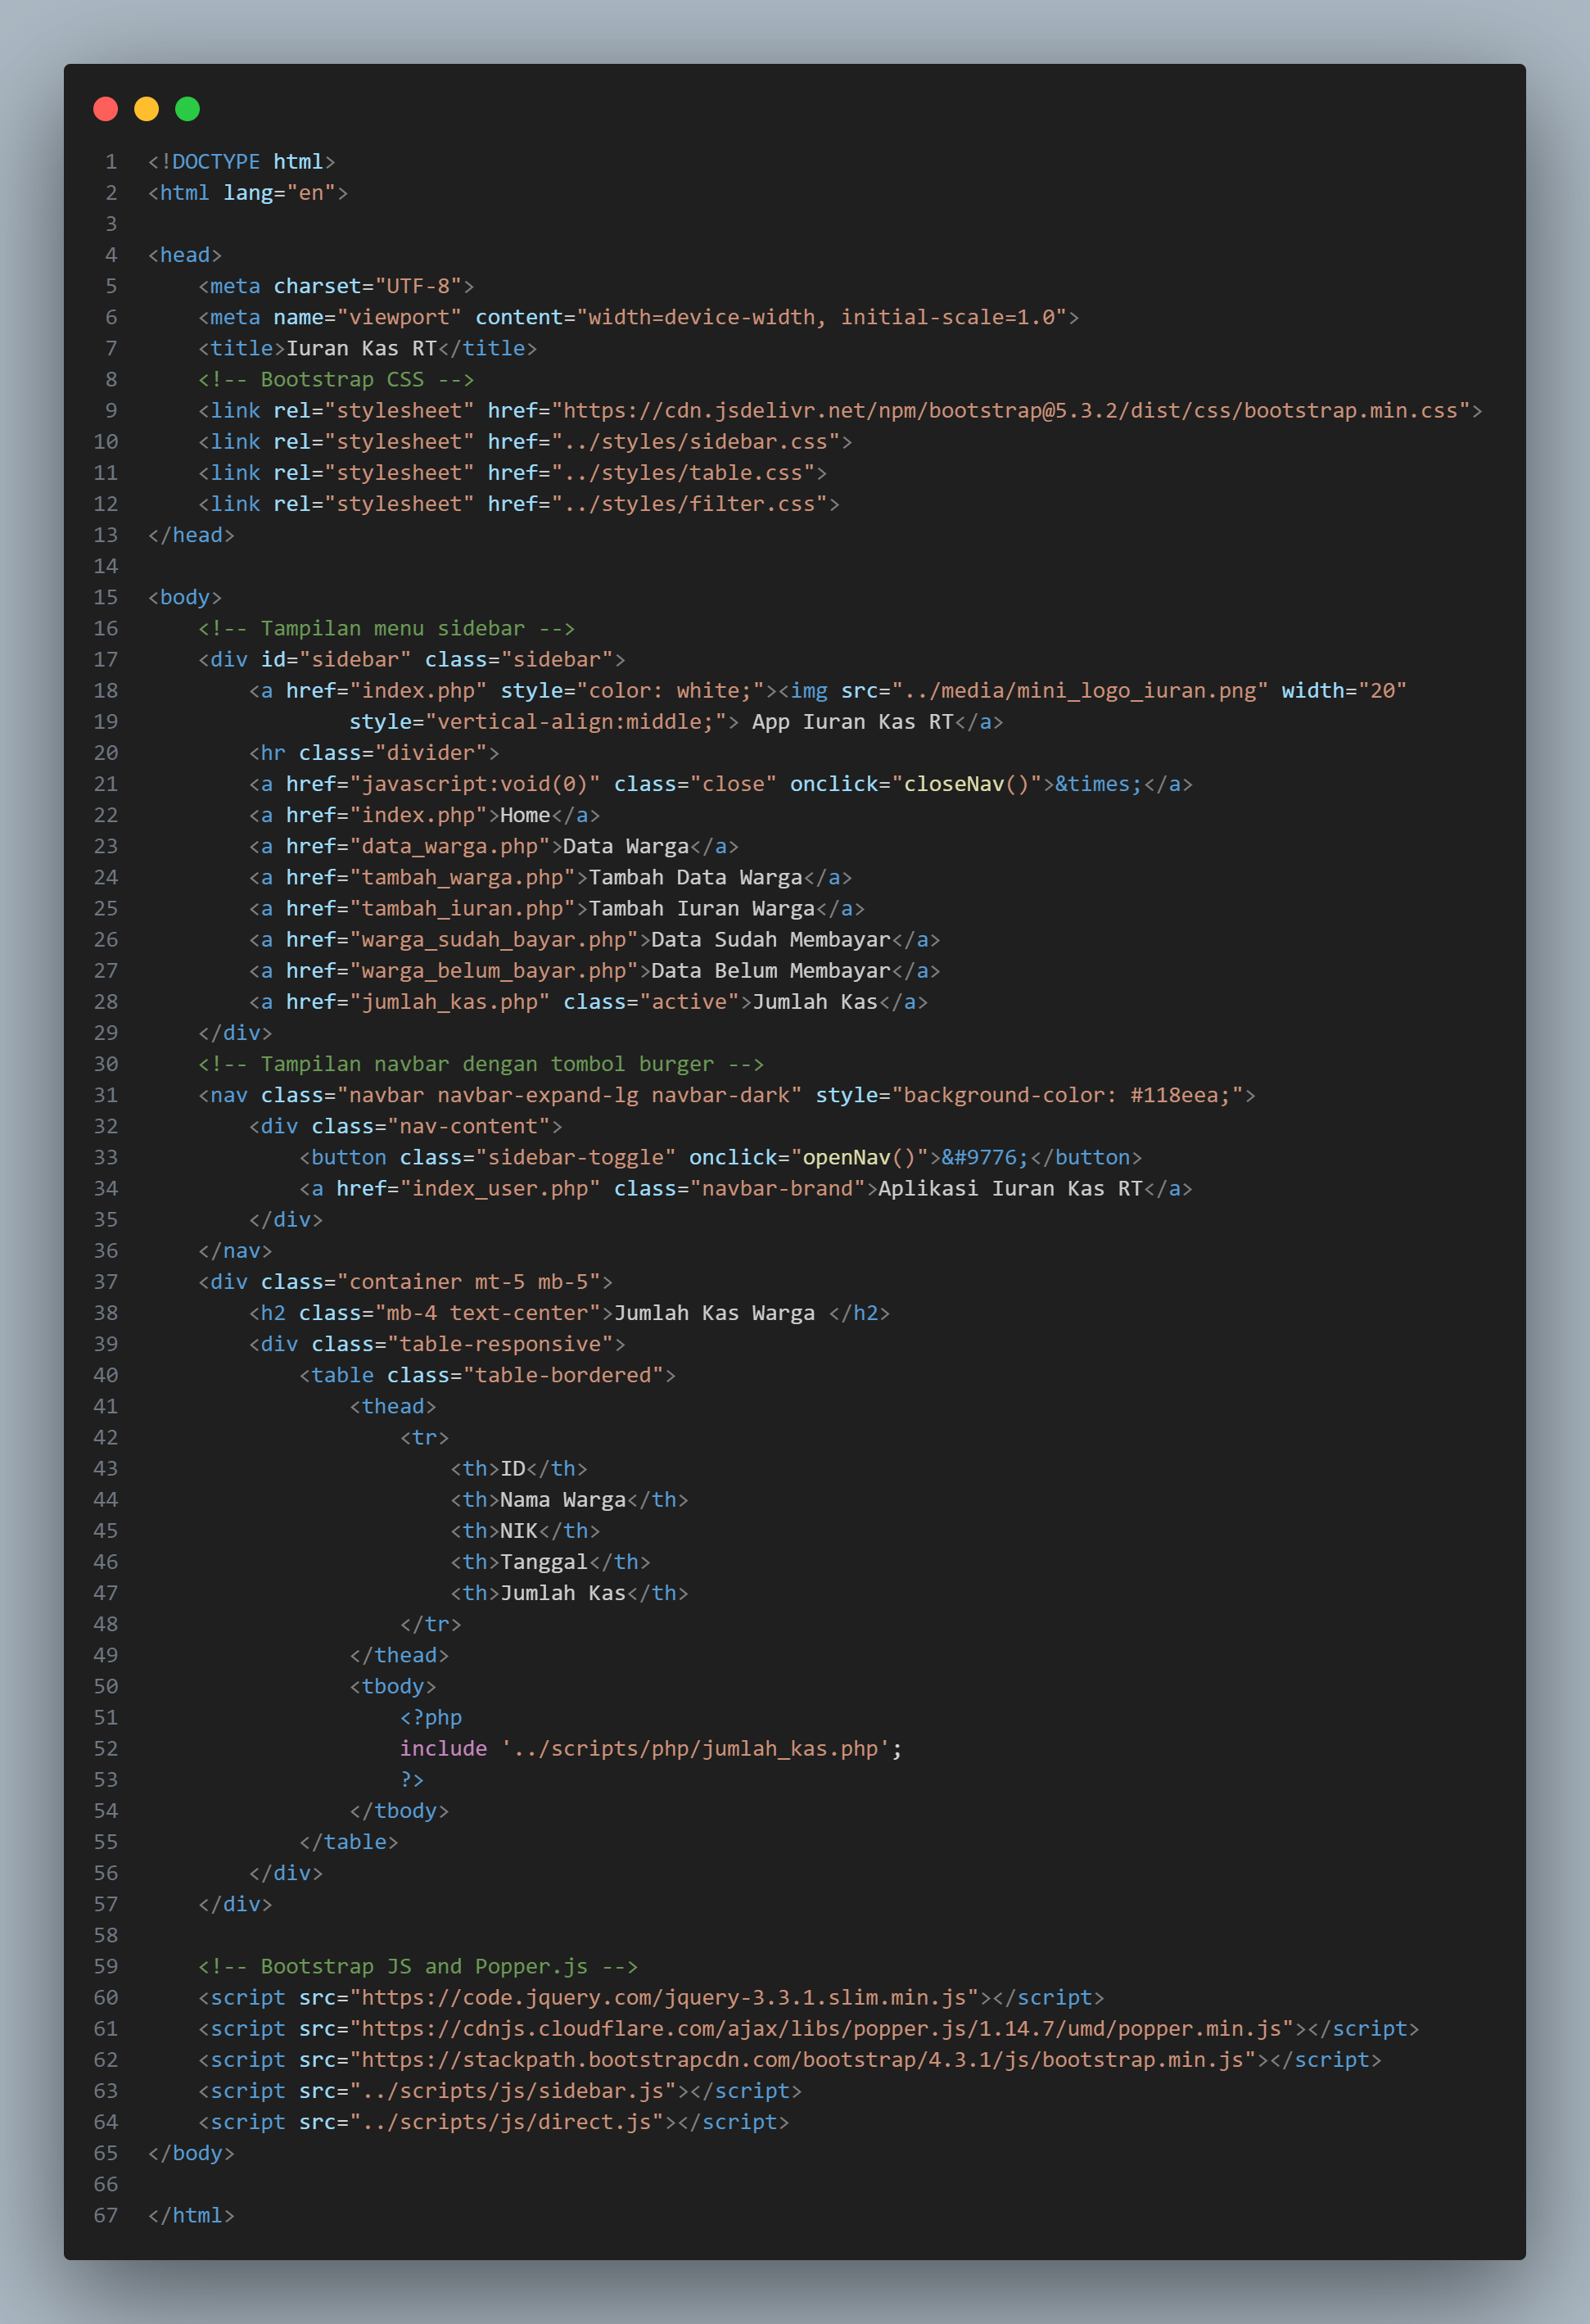 1 <!DOCTYPE html>
2 <html lang="en">
3
4 <head>
5     <meta charset="UTF-8">
6     <meta name="viewport" content="width=device-width, initial-scale=1.0">
7     <title>Iuran Kas RT</title>
8     <!-- Bootstrap CSS -->
9     <link rel="stylesheet" href="https://cdn.jsdelivr.net/npm/bootstrap@5.3.2/dist/css/bootstrap.min.css">
10     <link rel="stylesheet" href="../styles/sidebar.css">
11     <link rel="stylesheet" href="../styles/table.css">
12     <link rel="stylesheet" href="../styles/filter.css">
13 </head>
14
15 <body>
16     <!-- Tampilan menu sidebar -->
17     <div id="sidebar" class="sidebar">
18         <a href="index.php" style="color: white;"><img src="../media/mini_logo_iuran.png" width="20"
19                 style="vertical-align:middle;"> App Iuran Kas RT</a>
20         <hr class="divider">
21         <a href="javascript:void(0)" class="close" onclick="closeNav()">&times;</a>
22         <a href="index.php">Home</a>
23         <a href="data_warga.php">Data Warga</a>
24         <a href="tambah_warga.php">Tambah Data Warga</a>
25         <a href="tambah_iuran.php">Tambah Iuran Warga</a>
26         <a href="warga_sudah_bayar.php">Data Sudah Membayar</a>
27         <a href="warga_belum_bayar.php">Data Belum Membayar</a>
28         <a href="jumlah_kas.php" class="active">Jumlah Kas</a>
29     </div>
30     <!-- Tampilan navbar dengan tombol burger -->
31     <nav class="navbar navbar-expand-lg navbar-dark" style="background-color: #118eea;">
32         <div class="nav-content">
33             <button class="sidebar-toggle" onclick="openNav()">&#9776;</button>
34             <a href="index_user.php" class="navbar-brand">Aplikasi Iuran Kas RT</a>
35         </div>
36     </nav>
37     <div class="container mt-5 mb-5">
38         <h2 class="mb-4 text-center">Jumlah Kas Warga </h2>
39         <div class="table-responsive">
40             <table class="table-bordered">
41                 <thead>
42                     <tr>
43                         <th>ID</th>
44                         <th>Nama Warga</th>
45                         <th>NIK</th>
46                         <th>Tanggal</th>
47                         <th>Jumlah Kas</th>
48                     </tr>
49                 </thead>
50                 <tbody>
51                     <?php
52                     include '../scripts/php/jumlah_kas.php';
53                     ?>
54                 </tbody>
55             </table>
56         </div>
57     </div>
58
59     <!-- Bootstrap JS and Popper.js -->
60     <script src="https://code.jquery.com/jquery-3.3.1.slim.min.js"></script>
61     <script src="https://cdnjs.cloudflare.com/ajax/libs/popper.js/1.14.7/umd/popper.min.js"></script>
62     <script src="https://stackpath.bootstrapcdn.com/bootstrap/4.3.1/js/bootstrap.min.js"></script>
63     <script src="../scripts/js/sidebar.js"></script>
64     <script src="../scripts/js/direct.js"></script>
65 </body>
66
67 </html>